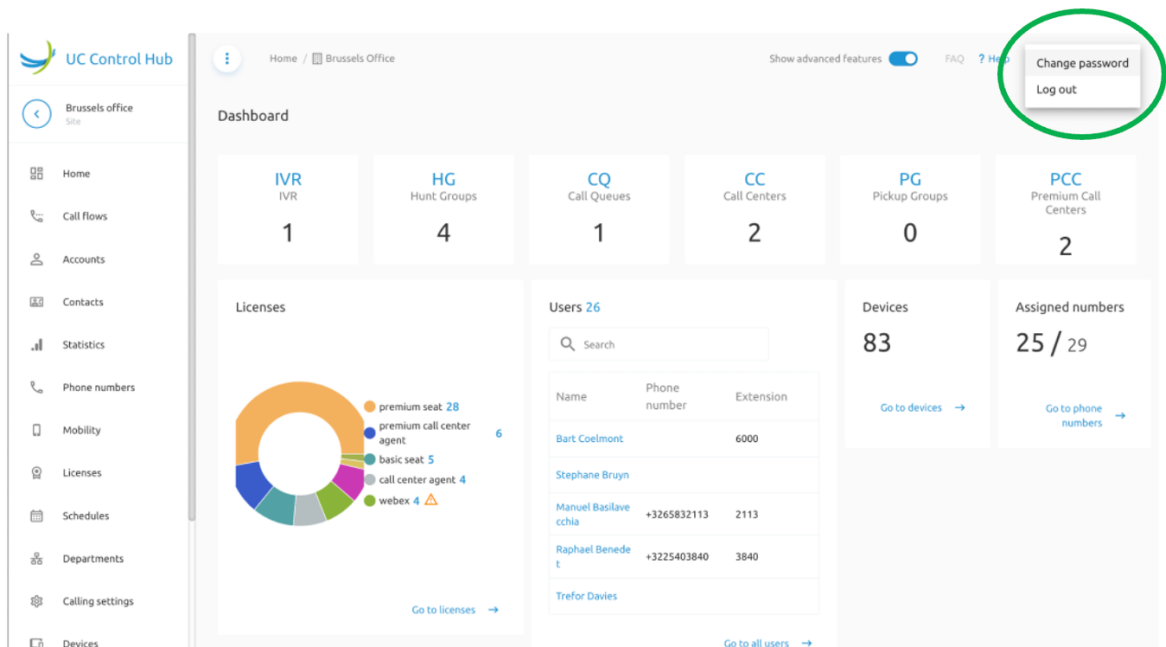 UC Control Hub
Home / Brussels Office
Show advanced features
FAQ
? Help
Change password
Log out
Brussels office
Site
Home
Call flows
Accounts
Contacts
Statistics
Phone numbers
Mobility
Licenses
Schedules
Departments
Calling settings
Devices
Dashboard
IVR
IVR
1
HG
Hunt Groups
4
CQ
Call Queues
1
CC
Call Centers
2
PG
Pickup Groups
0
PCC
Premium Call
Centers
2
Licenses
premium seat 28
premium call center
agent
6
basic seat 5
call center agent 4
webex 4
Go to licenses →
Users 26
Search
Name
Phone
number
Extension
Bart Coelmont 6000
Stephane Bruyn
Manuel Basilave
cchia
+3265832113 2113
Raphael Benede
t
+3225403840 3840
Trefor Davies
Go to all users →
Devices
83
Go to devices →
Assigned numbers
25 / 29
Go to phone
numbers →